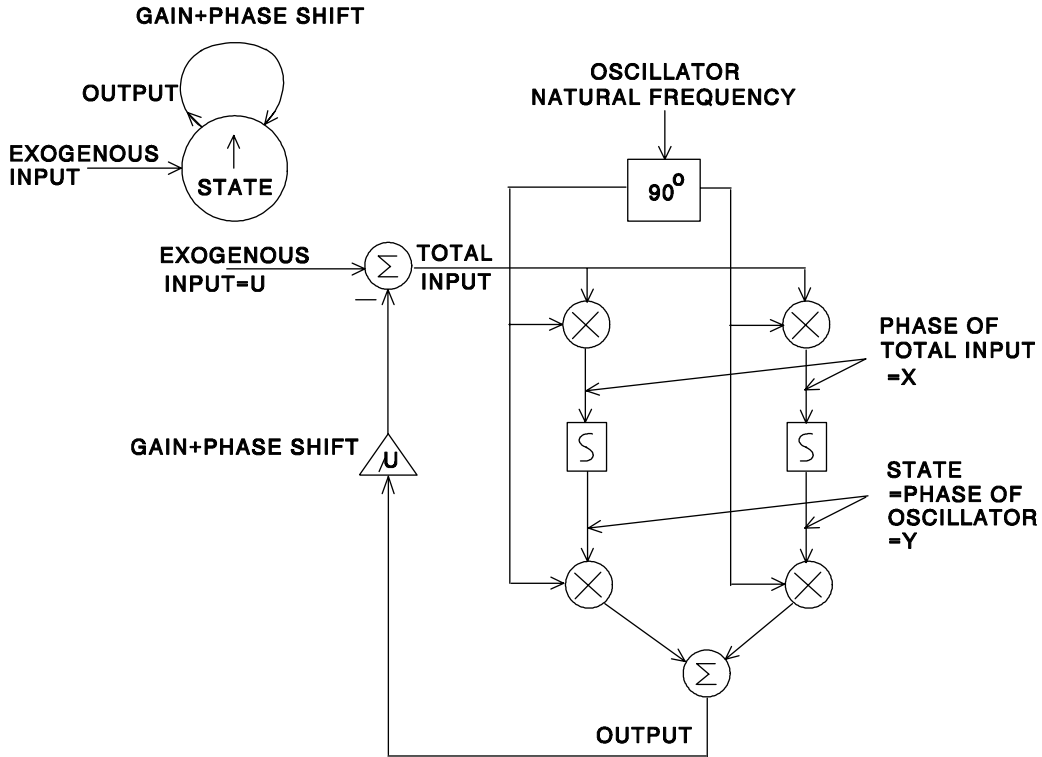 GAIN+PHASE SHIFT
OUTPUT
EXOGENOUS
INPUT
STATE
OSCILLATOR
NATURAL FREQUENCY
90°
EXOGENOUS
INPUT=U
Σ
TOTAL
INPUT
PHASE OF
TOTAL INPUT
=X
S
S
GAIN+PHASE SHIFT
μ
STATE
=PHASE OF
OSCILLATOR
=Y
Σ
OUTPUT